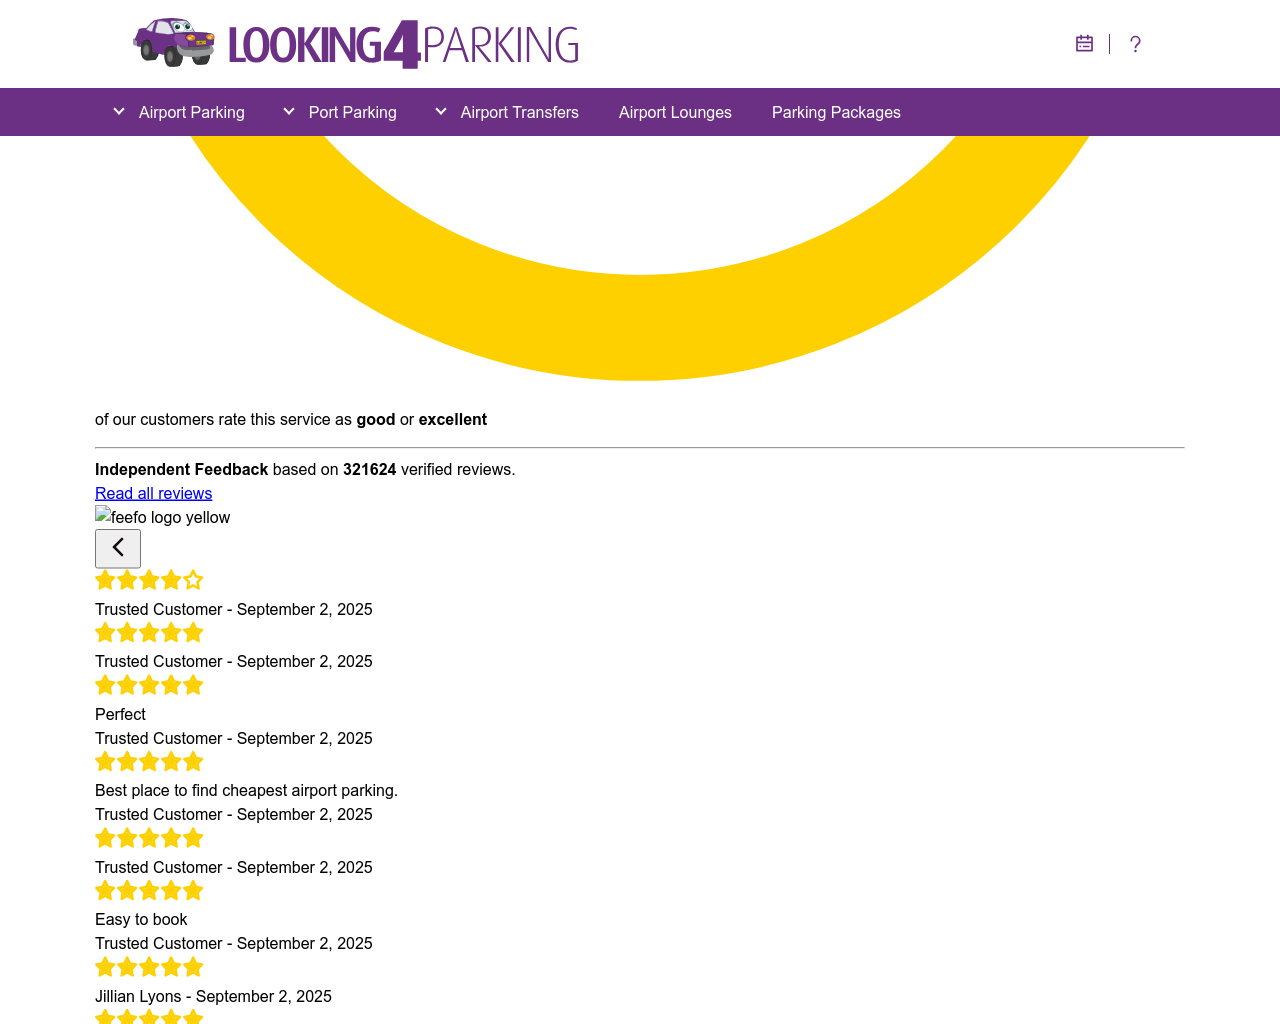 LOOKING4PARKING
Airport Parking
Port Parking
Airport Transfers
Airport Lounges
Parking Packages
of our customers rate this service as good or excellent
Independent Feedback based on 321624 verified reviews.
Read all reviews
feefo logo yellow
Trusted Customer - September 2, 2025
Trusted Customer - September 2, 2025
Perfect
Trusted Customer - September 2, 2025
Best place to find cheapest airport parking.
Trusted Customer - September 2, 2025
Trusted Customer - September 2, 2025
Easy to book
Trusted Customer - September 2, 2025
Jillian Lyons - September 2, 2025